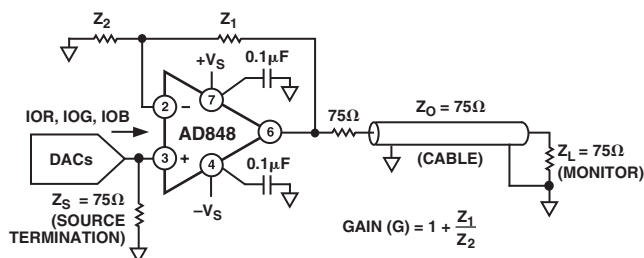 Z2
Z1
+VS
0.1µF
7
2
−
IOR, IOG, IOB
AD848
6
75Ω
ZO = 75Ω
DACs
3
+
4
0.1µF
(CABLE)
ZL = 75Ω
(MONITOR)
ZS = 75Ω
(SOURCE
TERMINATION)
−VS
GAIN (G) = 1 + Z1
Z2